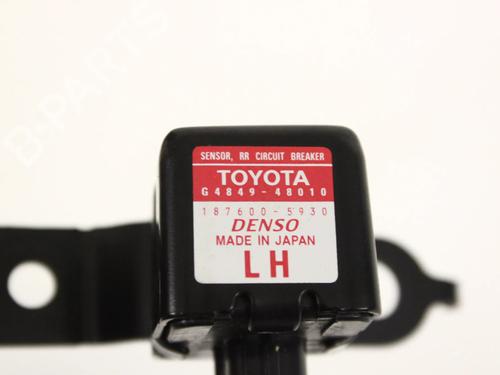 B-PARTS
SENSOR, RR CIRCUIT BREAKER
TOYOTA
G4849-48010
187600-5930
DENSO
MADE IN JAPAN
LH